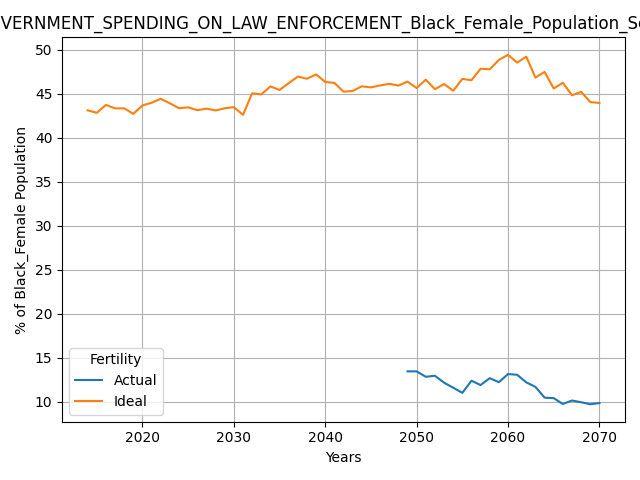 VERNMENT_SPENDING_ON_LAW_ENFORCEMENT_Black_Female_Population_S
% of Black_Female Population
50
45
40
35
30
25
20
15
10
Fertility
Actual
Ideal
2020 2030 2040 2050 2060 2070
Years